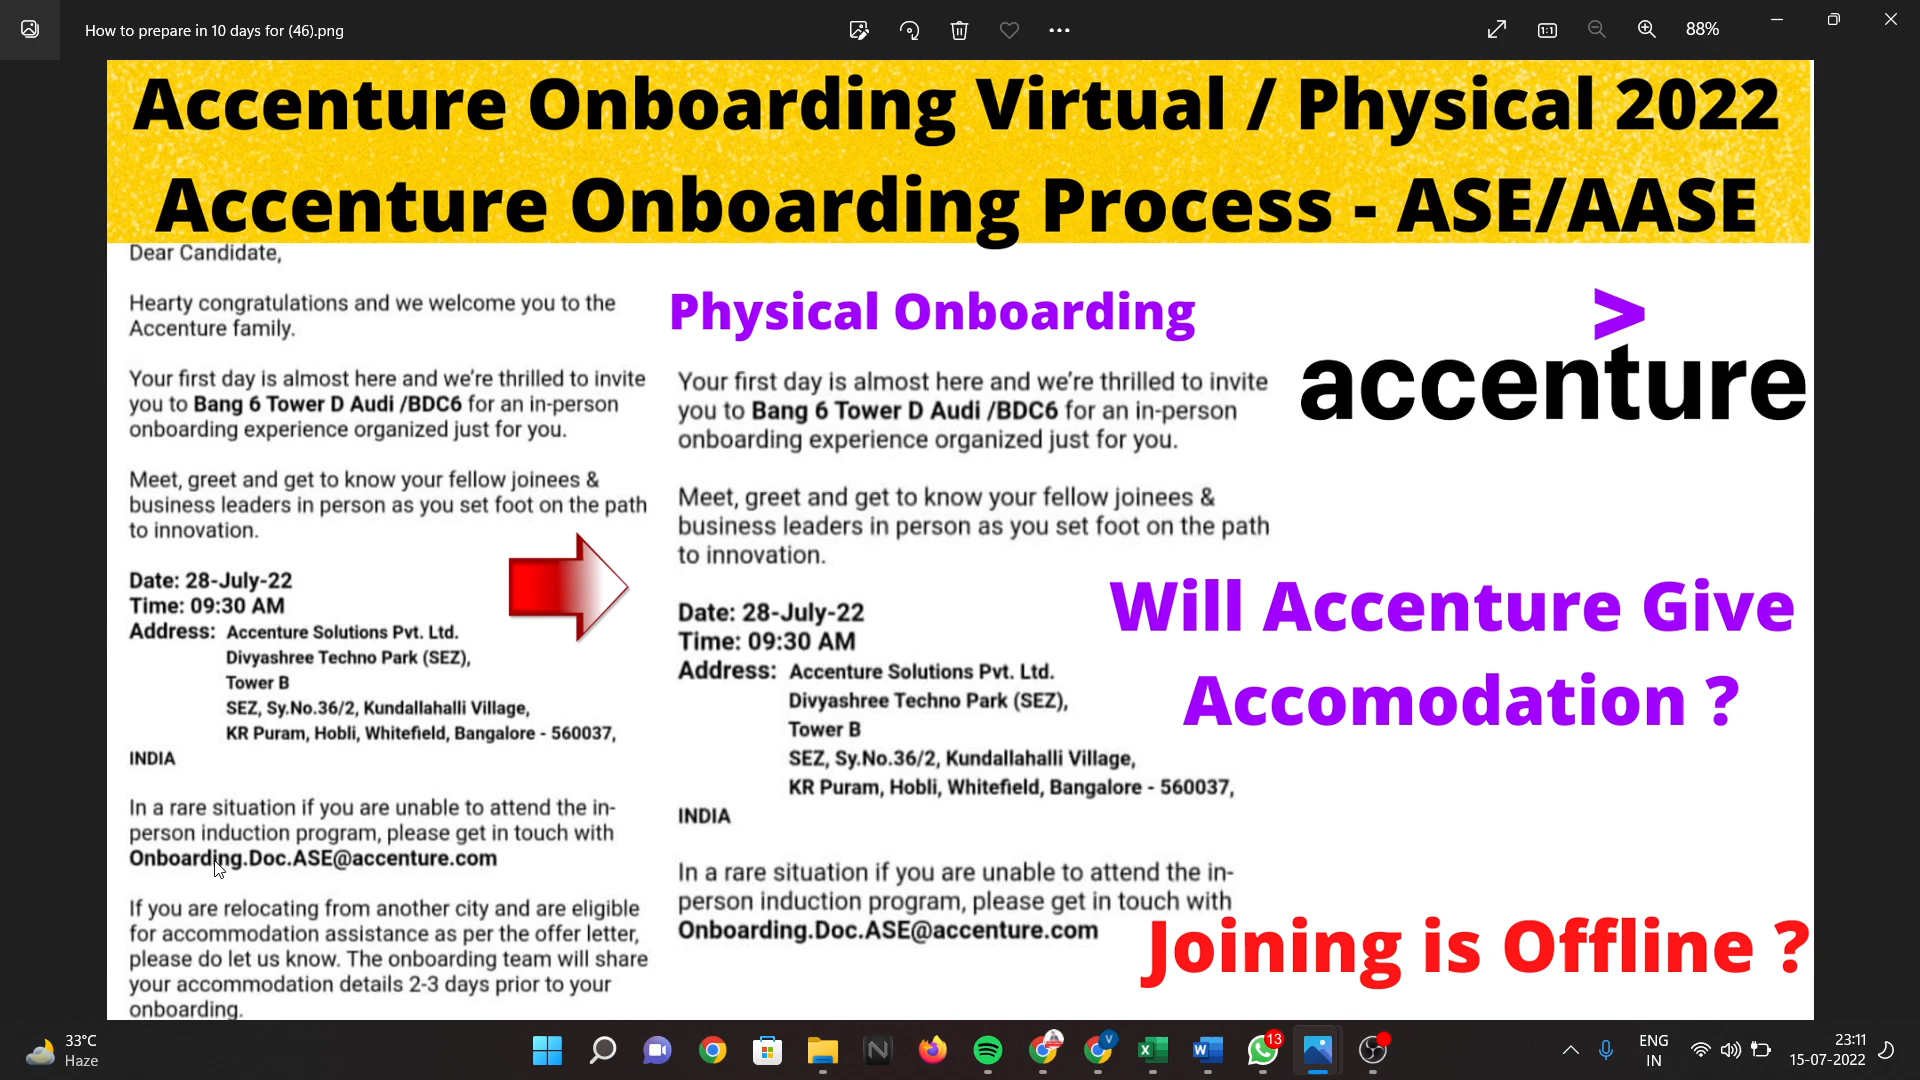 How to prepare in 10 days for (46).png
88%
Accenture Onboarding Virtual / Physical 2022
Accenture Onboarding Process - ASE/AASE
Dear Candidate,
Hearty congratulations and we welcome you to the
Accenture family.
Your first day is almost here and we're thrilled to invite
you to Bang 6 Tower D Audi /BDC6 for an in-person
onboarding experience organized just for you.
Meet, greet and get to know your fellow joinees &
business leaders in person as you set foot on the path
to innovation.
Date: 28-July-22
Time: 09:30 AM
Address: Accenture Solutions Pvt. Ltd.
Divyashree Techno Park (SEZ),
Tower B
SEZ, Sy.No.36/2, Kundallahalli Village,
KR Puram, Hobli, Whitefield, Bangalore - 560037,
INDIA
In a rare situation if you are unable to attend the in-
person induction program, please get in touch with
Onboarding.Doc.ASE@accenture.com
If you are relocating from another city and are eligible
for accommodation assistance as per the offer letter,
please do let us know. The onboarding team will share
your accommodation details 2-3 days prior to your
onboarding.
Physical Onboarding
Your first day is almost here and we're thrilled to invite
you to Bang 6 Tower D Audi /BDC6 for an in-person
onboarding experience organized just for you.
Meet, greet and get to know your fellow joinees &
business leaders in person as you set foot on the path
to innovation.
Date: 28-July-22
Time: 09:30 AM
Address: Accenture Solutions Pvt. Ltd.
Divyashree Techno Park (SEZ),
Tower B
SEZ, Sy.No.36/2, Kundallahalli Village,
KR Puram, Hobli, Whitefield, Bangalore - 560037,
INDIA
In a rare situation if you are unable to attend the in-
person induction program, please get in touch with
Onboarding.Doc.ASE@accenture.com
>
accenture
Will Accenture Give
Accomodation ?
Joining is Offline ?
33°C
Haze
13
ENG
IN
23:11
15-07-2022